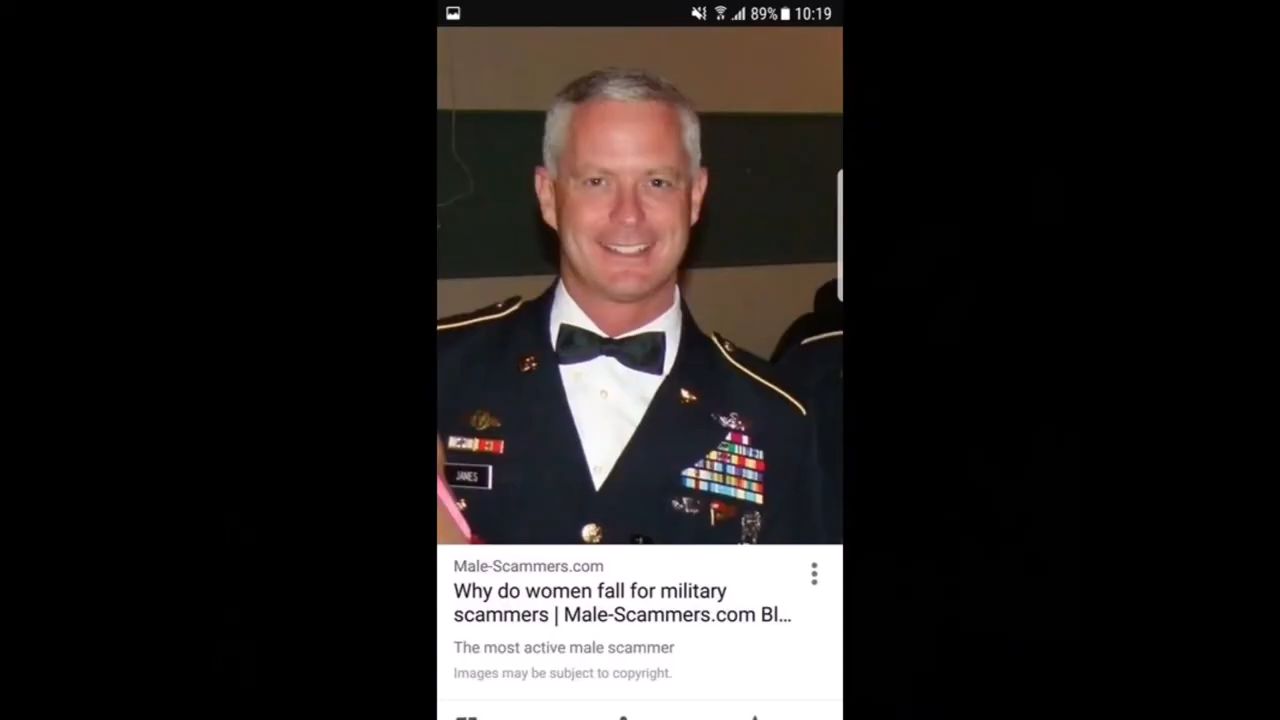 89% 10:19
JAMES
Male-Scammers.com
Why do women fall for military
scammers | Male-Scammers.com Bl...
The most active male scammer
Images may be subject to copyright.